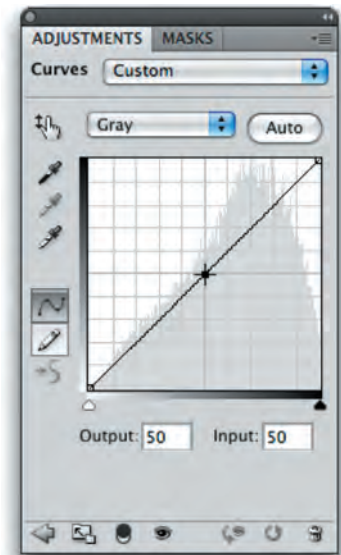 ADJUSTMENTS MASKS
Curves Custom
Gray Auto
Output: 50 Input: 50